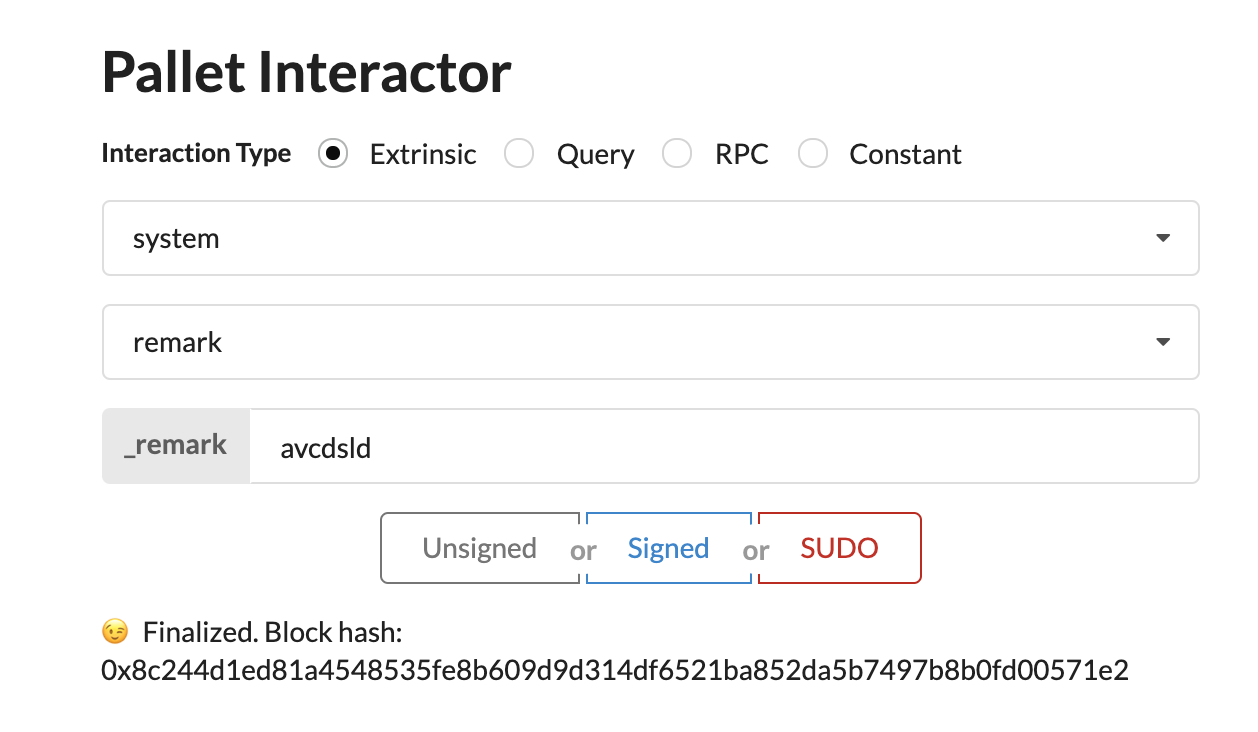 Pallet Interactor
Interaction Type Extrinsic Query RPC Constant
system
remark
_remark avcdsld
Unsigned or Signed or SUDO
😉 Finalized. Block hash:
0x8c244d1ed81a4548535fe8b609d9d314df6521ba852da5b7497b8b0fd00571e2